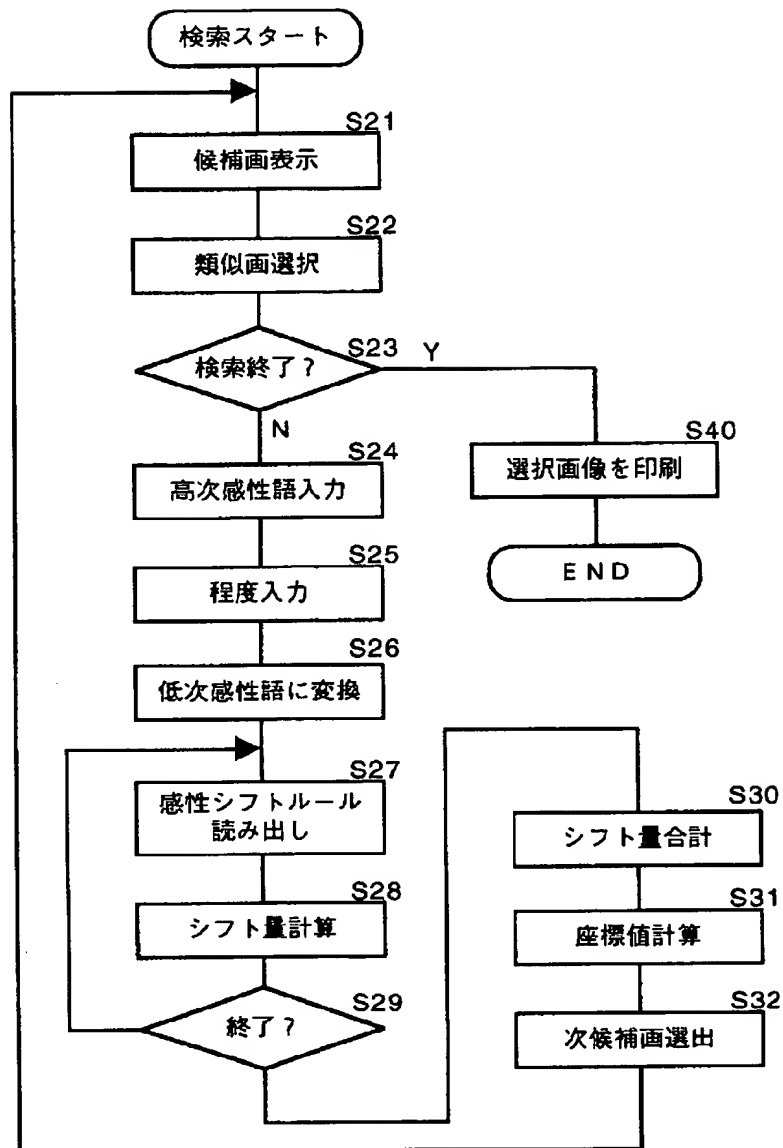 検索スタート
S21
候補画表示
S22
類似画選択
S23
検索終了?
Y
N
S24
高次感性語入力
S25
程度入力
S26
低次感性語に変換
S27
感性シフトルール
読み出し
S28
シフト量計算
S29
終了?
S30
シフト量合計
S31
座標値計算
S32
次候補画選出
S40
選択画像を印刷
END